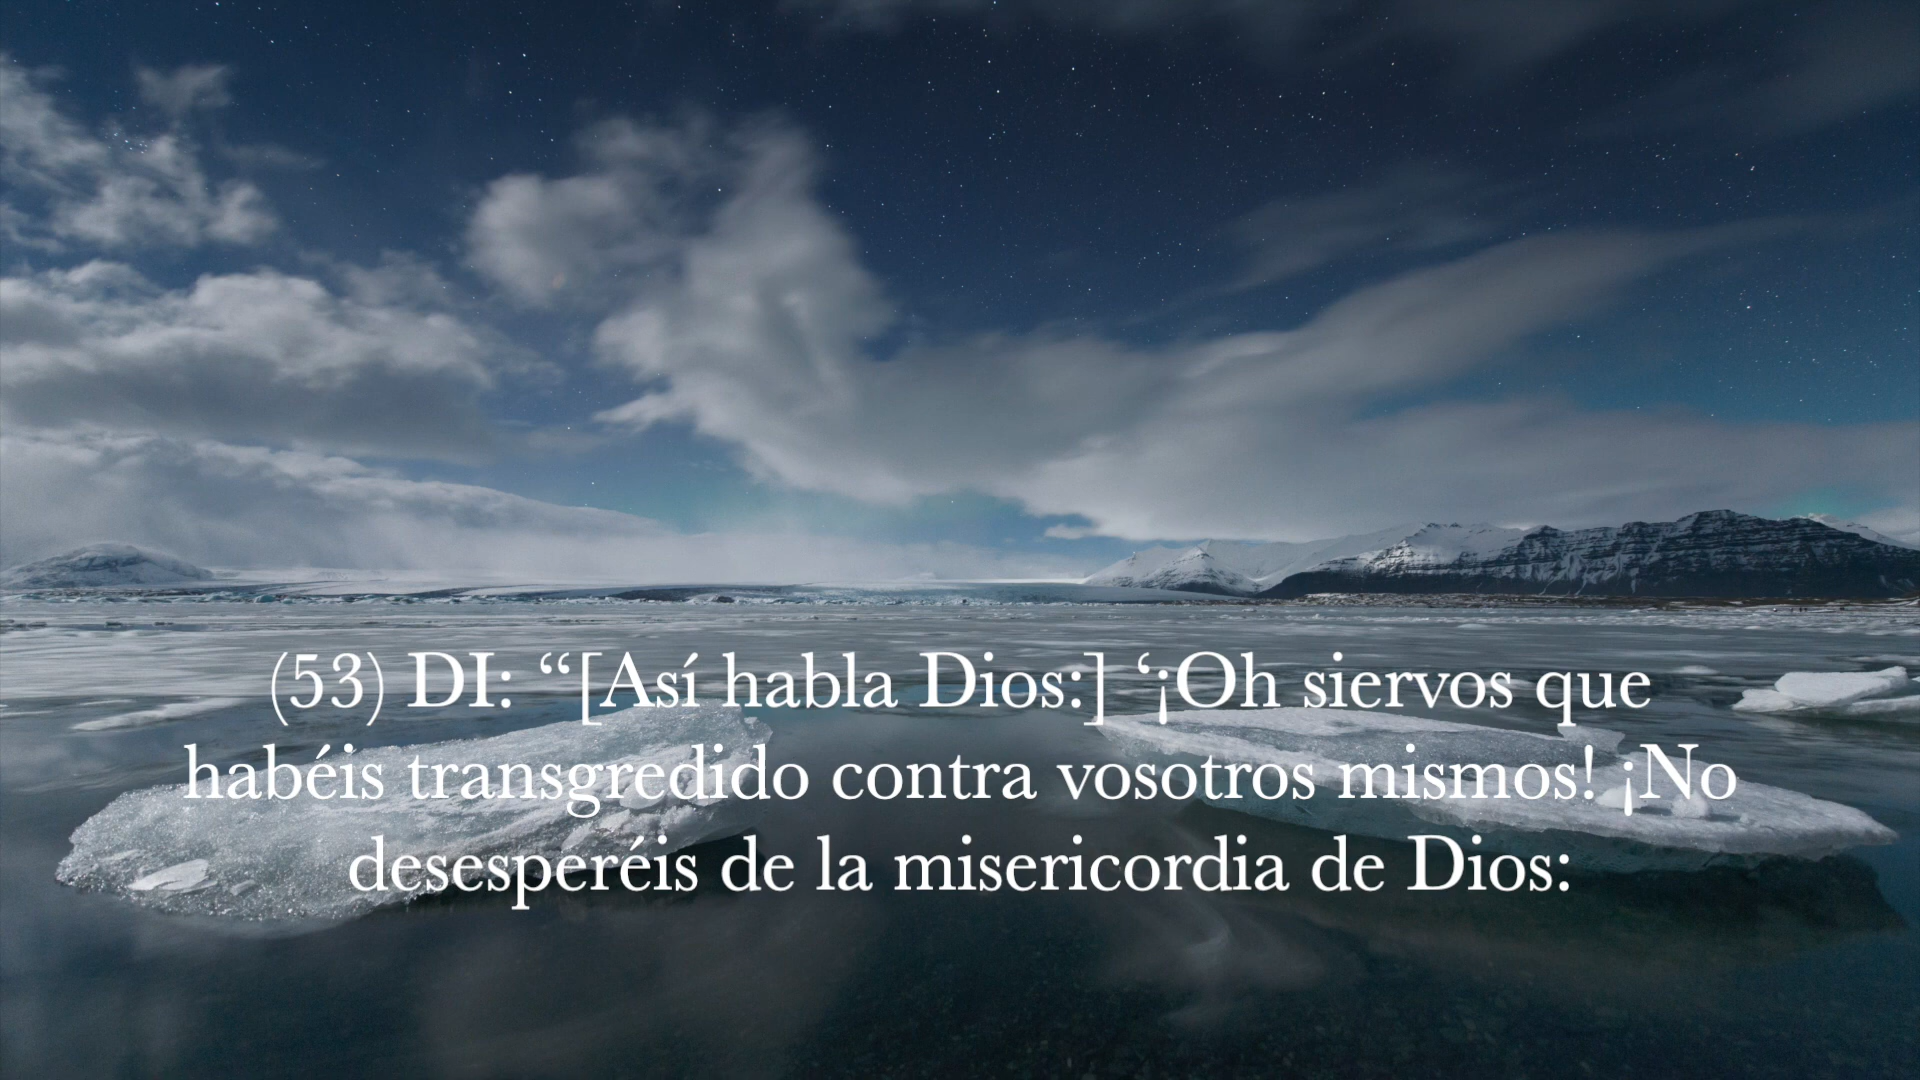 (53) DI: “[Así habla Dios:] ‘¡Oh siervos que
habéis transgredido contra vosotros mismos! ¡No
desesperéis de la misericordia de Dios: